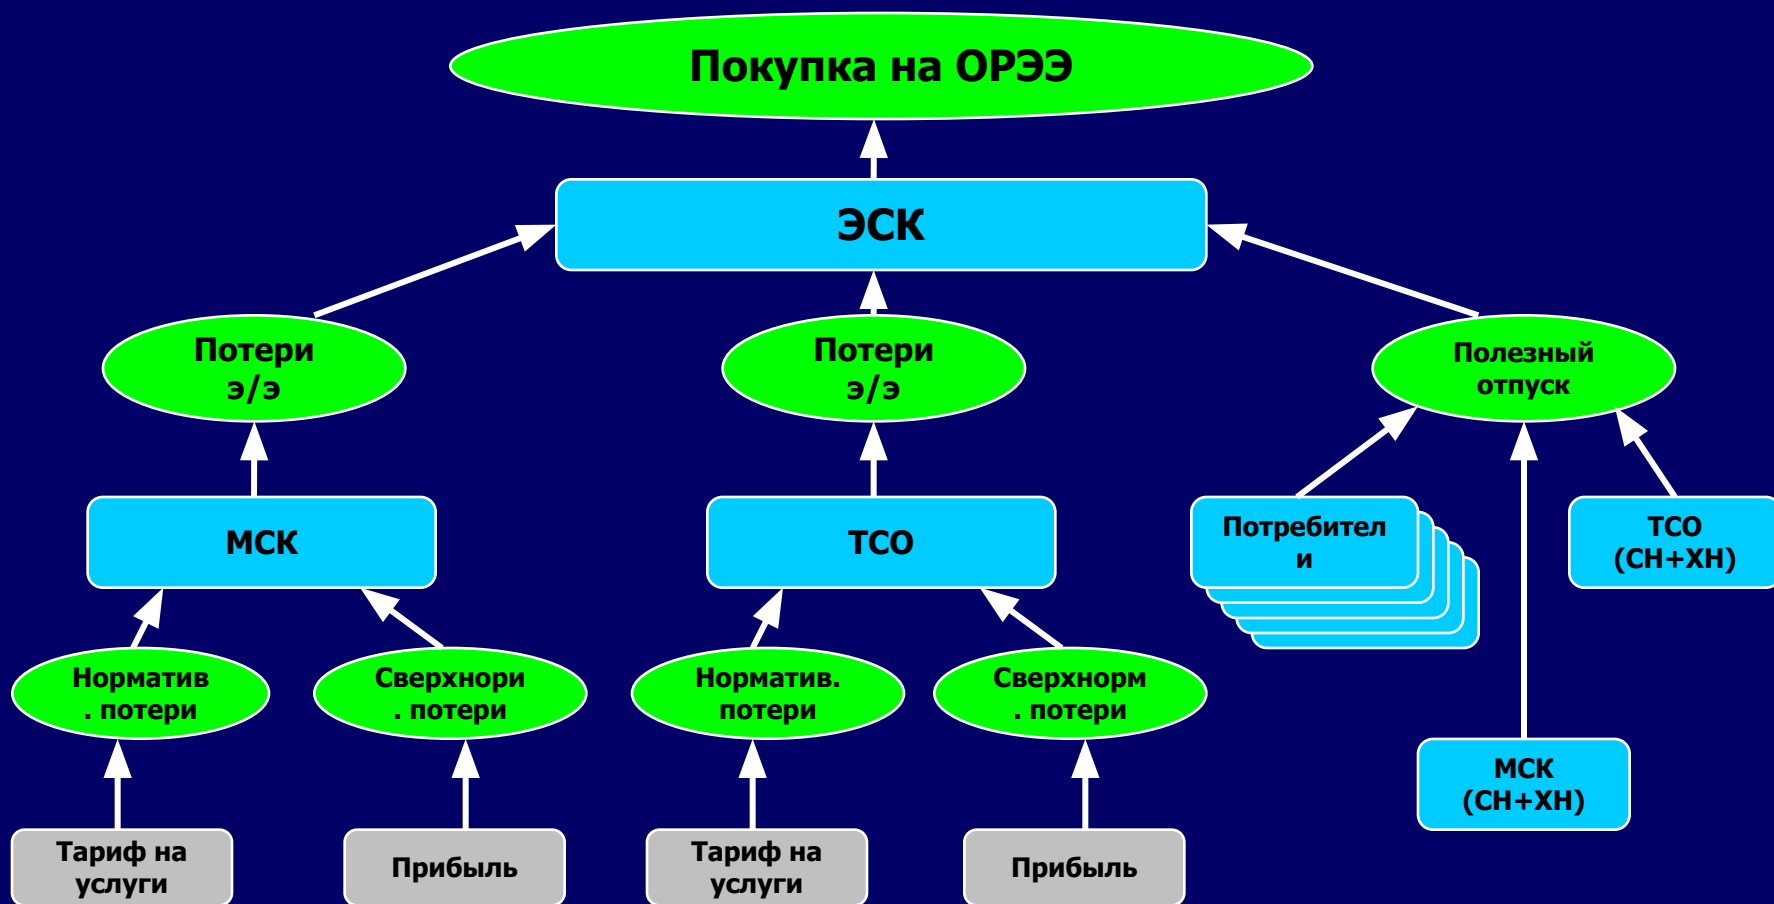 Покупка на ОРЭЭ
ЭСК
Потери
э/э
Потери
э/э
Полезный
отпуск
МСК
ТСО
Потребител
и
ТСО
(СН+ХН)
Норматив
. потери
Сверхнори
. потери
Норматив.
потери
Сверхнорм
. потери
МСК
(СН+ХН)
Тариф на
услуги
Прибыль
Тариф на
услуги
Прибыль